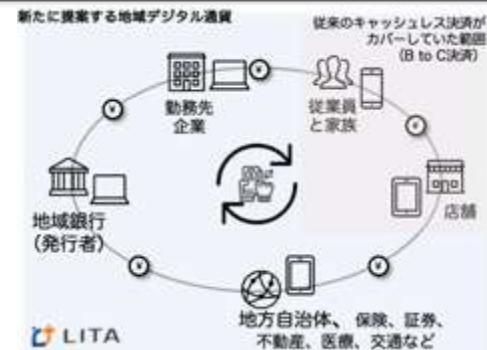 新たに提案する地域デジタル通貨
従来のキャッシュレス決済が
カバーしていた範囲
(B to C決済)
¥
¥
勤務先
企業
従業員
と家族
¥
¥
店舗
地域銀行
(発行者)
¥
¥
地方自治体、保険、証券、
不動産、医療、交通など
LITA